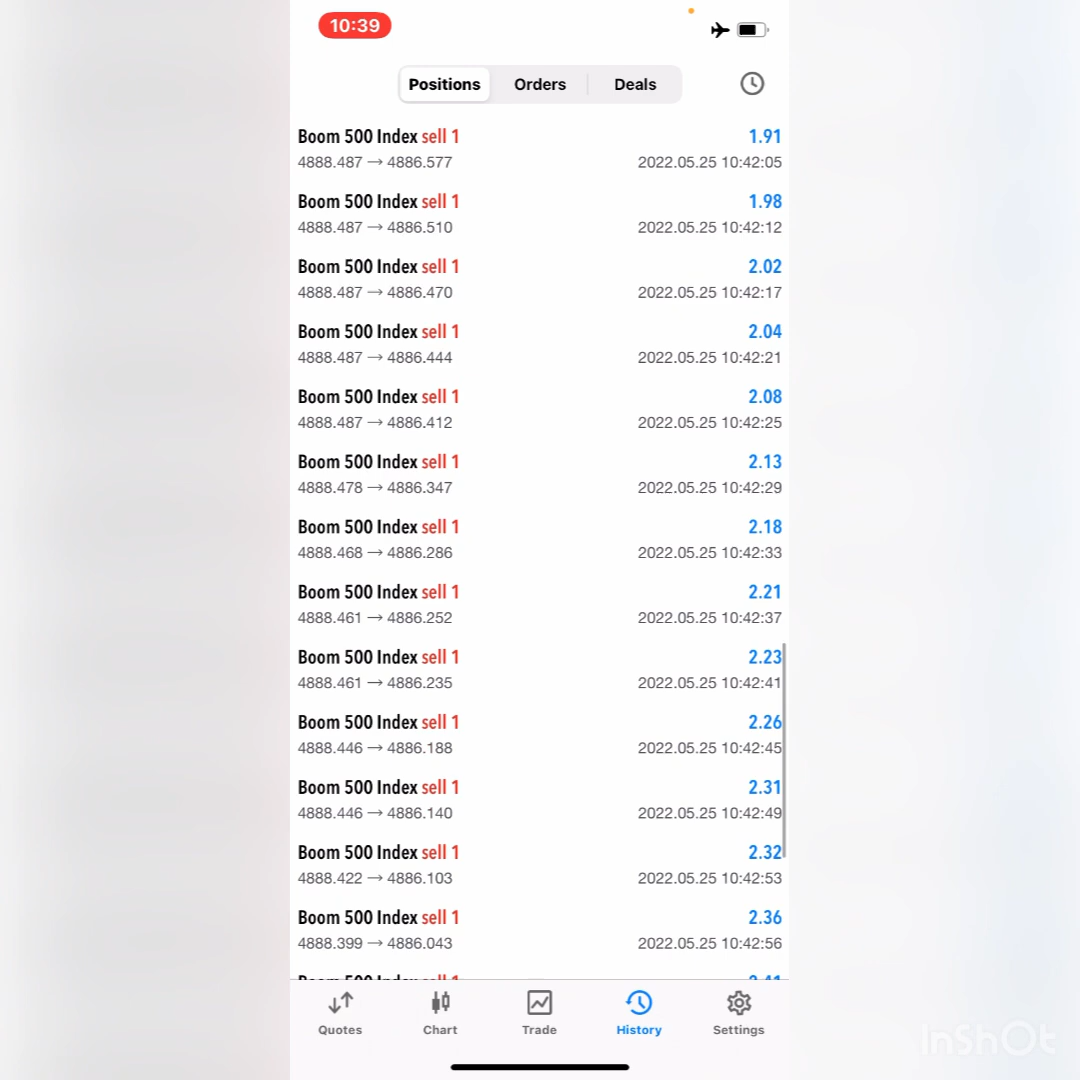 10:39
Positions Orders Deals
Boom 500 Index sell 1 1.91
4888.487 → 4886.577 2022.05.25 10:42:05
Boom 500 Index sell 1 1.98
4888.487 → 4886.510 2022.05.25 10:42:12
Boom 500 Index sell 1 2.02
4888.487 → 4886.470 2022.05.25 10:42:17
Boom 500 Index sell 1 2.04
4888.487 → 4886.444 2022.05.25 10:42:21
Boom 500 Index sell 1 2.08
4888.487 → 4886.412 2022.05.25 10:42:25
Boom 500 Index sell 1 2.13
4888.478 → 4886.347 2022.05.25 10:42:29
Boom 500 Index sell 1 2.18
4888.468 → 4886.286 2022.05.25 10:42:33
Boom 500 Index sell 1 2.21
4888.461 → 4886.252 2022.05.25 10:42:37
Boom 500 Index sell 1 2.23
4888.461 → 4886.235 2022.05.25 10:42:41
Boom 500 Index sell 1 2.26
4888.446 → 4886.188 2022.05.25 10:42:45
Boom 500 Index sell 1 2.31
4888.446 → 4886.140 2022.05.25 10:42:49
Boom 500 Index sell 1 2.32
4888.422 → 4886.103 2022.05.25 10:42:53
Boom 500 Index sell 1 2.36
4888.399 → 4886.043 2022.05.25 10:42:56
Quotes Chart Trade History Settings
InShOt